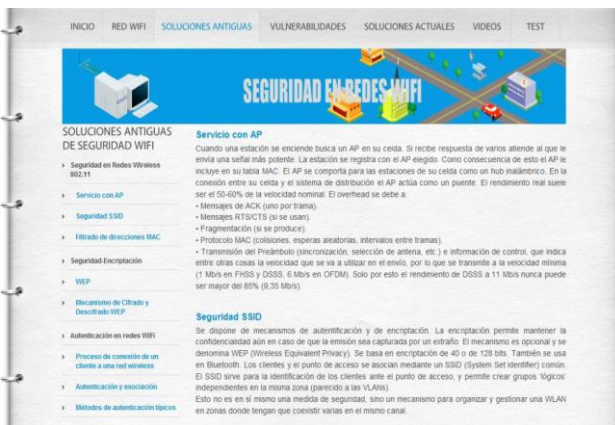 INICIO RED WIFI SOLUCIONES ANTIGUAS VULNERABILIDADES SOLUCIONES ACTUALES VIDEOS TEST
SEGURIDAD EN REDES WIFI
SOLUCIONES ANTIGUAS
DE SEGURIDAD WIFI
Seguridad en Redes Wireless
802.11
Servicio con AP
Seguridad SSID
Filtrado de direcciones MAC
Seguridad-Encriptación
WEP
Mecanismo de Cifrado y
Descifrado WEP
Autenticación en redes WiFi
Proceso de conexión de un
cliente a una red wireless
Autenticación y asociación
Métodos de autenticación típicos
Servicio con AP
Cuando una estación se enciende busca un AP en su celda. Si recibe respuesta de varios atiende al que le
envía una señal más potente. La estación se registra con el AP elegido. Como consecuencia de esto el AP le
incluye en su tabla MAC. El AP se comporta para las estaciones de su celda como un hub inalámbrico. En la
conexión entre su celda y el sistema de distribución el AP actúa como un puente. El rendimiento real suele
ser el 50-60% de la velocidad nominal. El overhead se debe a:
• Mensajes de ACK (uno por trama).
• Mensajes RTS/CTS (si se usan).
• Fragmentación (si se produce).
• Protocolo MAC (colisiones, esperas aleatorias, intervalos entre tramas).
• Transmisión del Preámbulo (sincronización, selección de antena, etc.) e información de control, que indica
entre otras cosas la velocidad que se va a utilizar en el envío, por lo que se transmite a la velocidad mínima
(1 Mb/s en FHSS y DSSS, 6 Mb/s en OFDM). Solo por esto el rendimiento de DSSS a 11 Mb/s nunca puede
ser mayor del 85% (9,35 Mb/s).
Seguridad SSID
Se dispone de mecanismos de autentificación y de encriptación. La encriptación permite mantener la
confidencialidad aún en caso de que la emisión sea capturada por un extraño. El mecanismo es opcional y se
denomina WEP (Wireless Equivalent Privacy). Se basa en encriptación de 40 o de 128 bits. También se usa
en Bluetooth. Los clientes y el punto de acceso se asocian mediante un SSID (System Set Identifier) común.
El SSID sirve para la identificación de los clientes ante el punto de acceso, y permite crear grupos 'lógicos'
independientes en la misma zona (parecido a las VLANs).
Esto no es en sí mismo una medida de seguridad, sino un mecanismo para organizar y gestionar una WLAN
en zonas donde tengan que coexistir varias en el mismo canal.